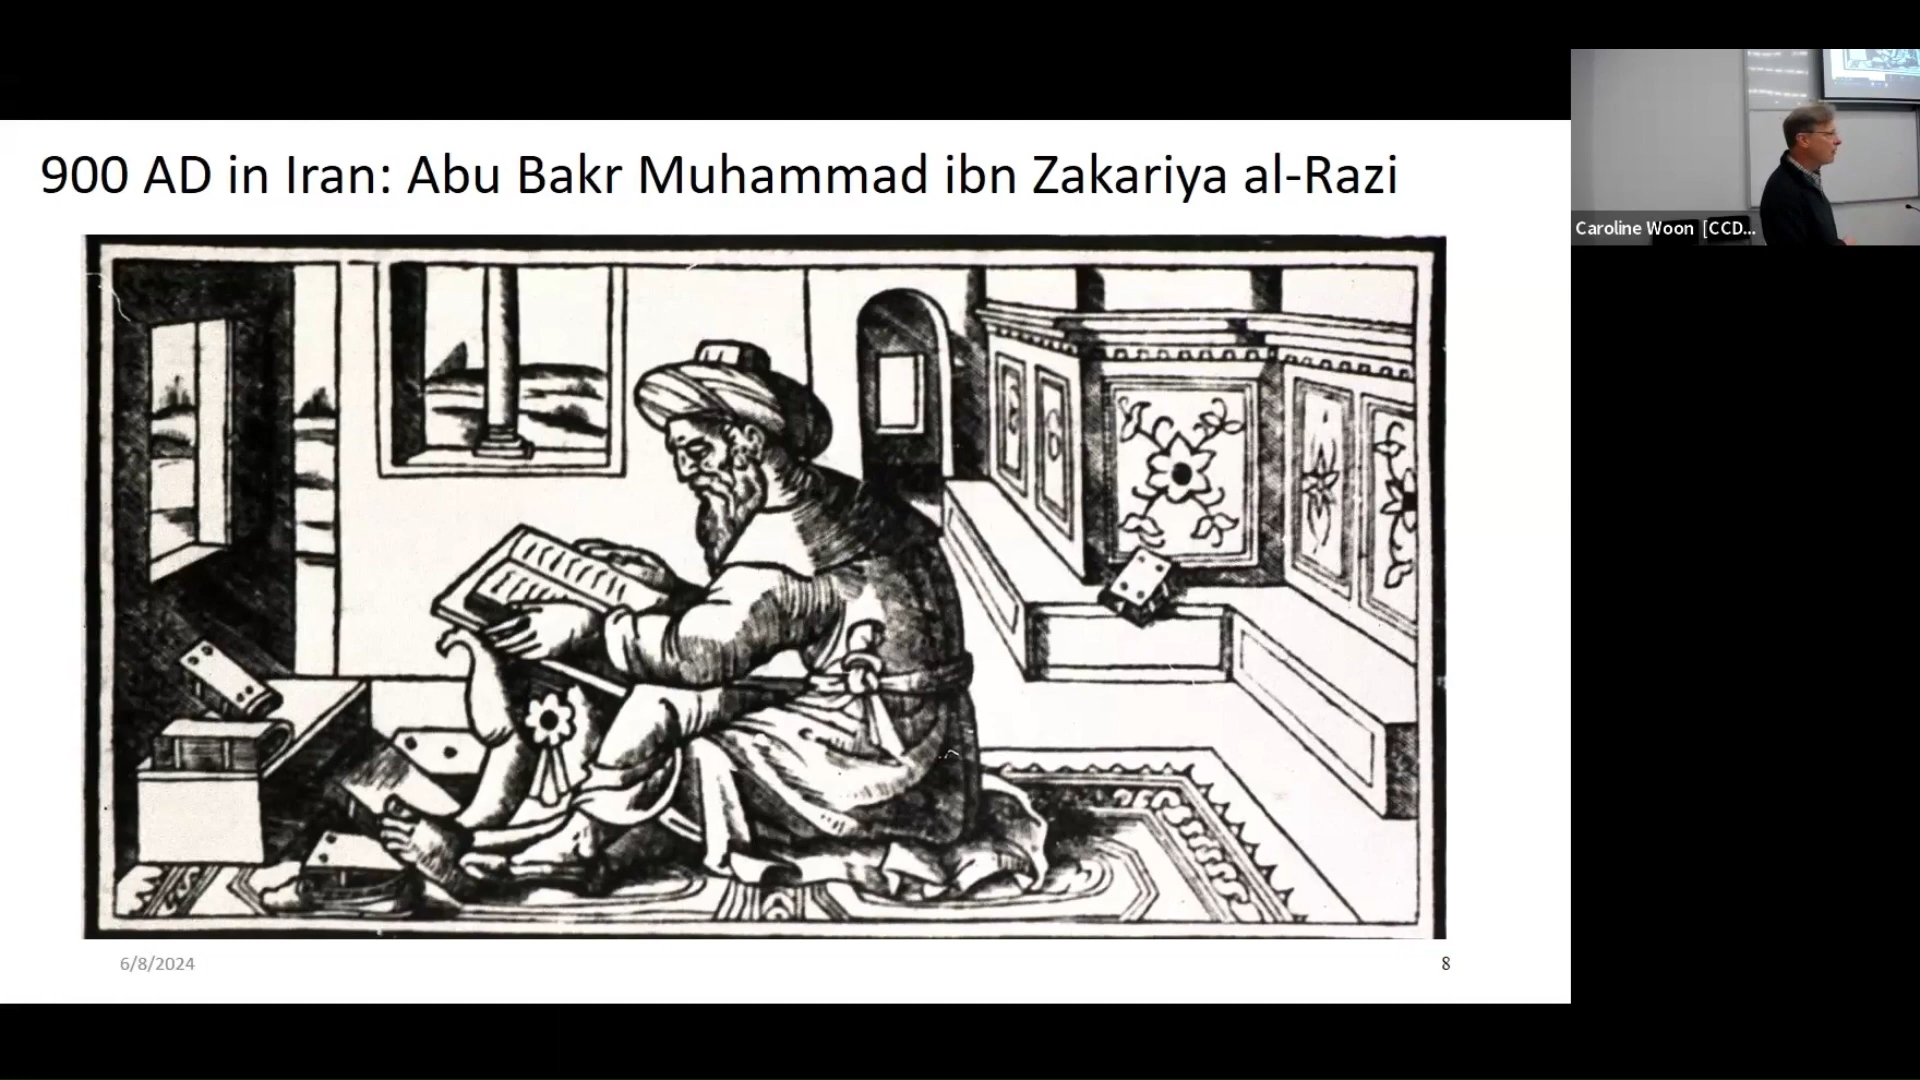 900 AD in Iran: Abu Bakr Muhammad ibn Zakariya al-Razi
Caroline Woon [CCD...
6/8/2024
8